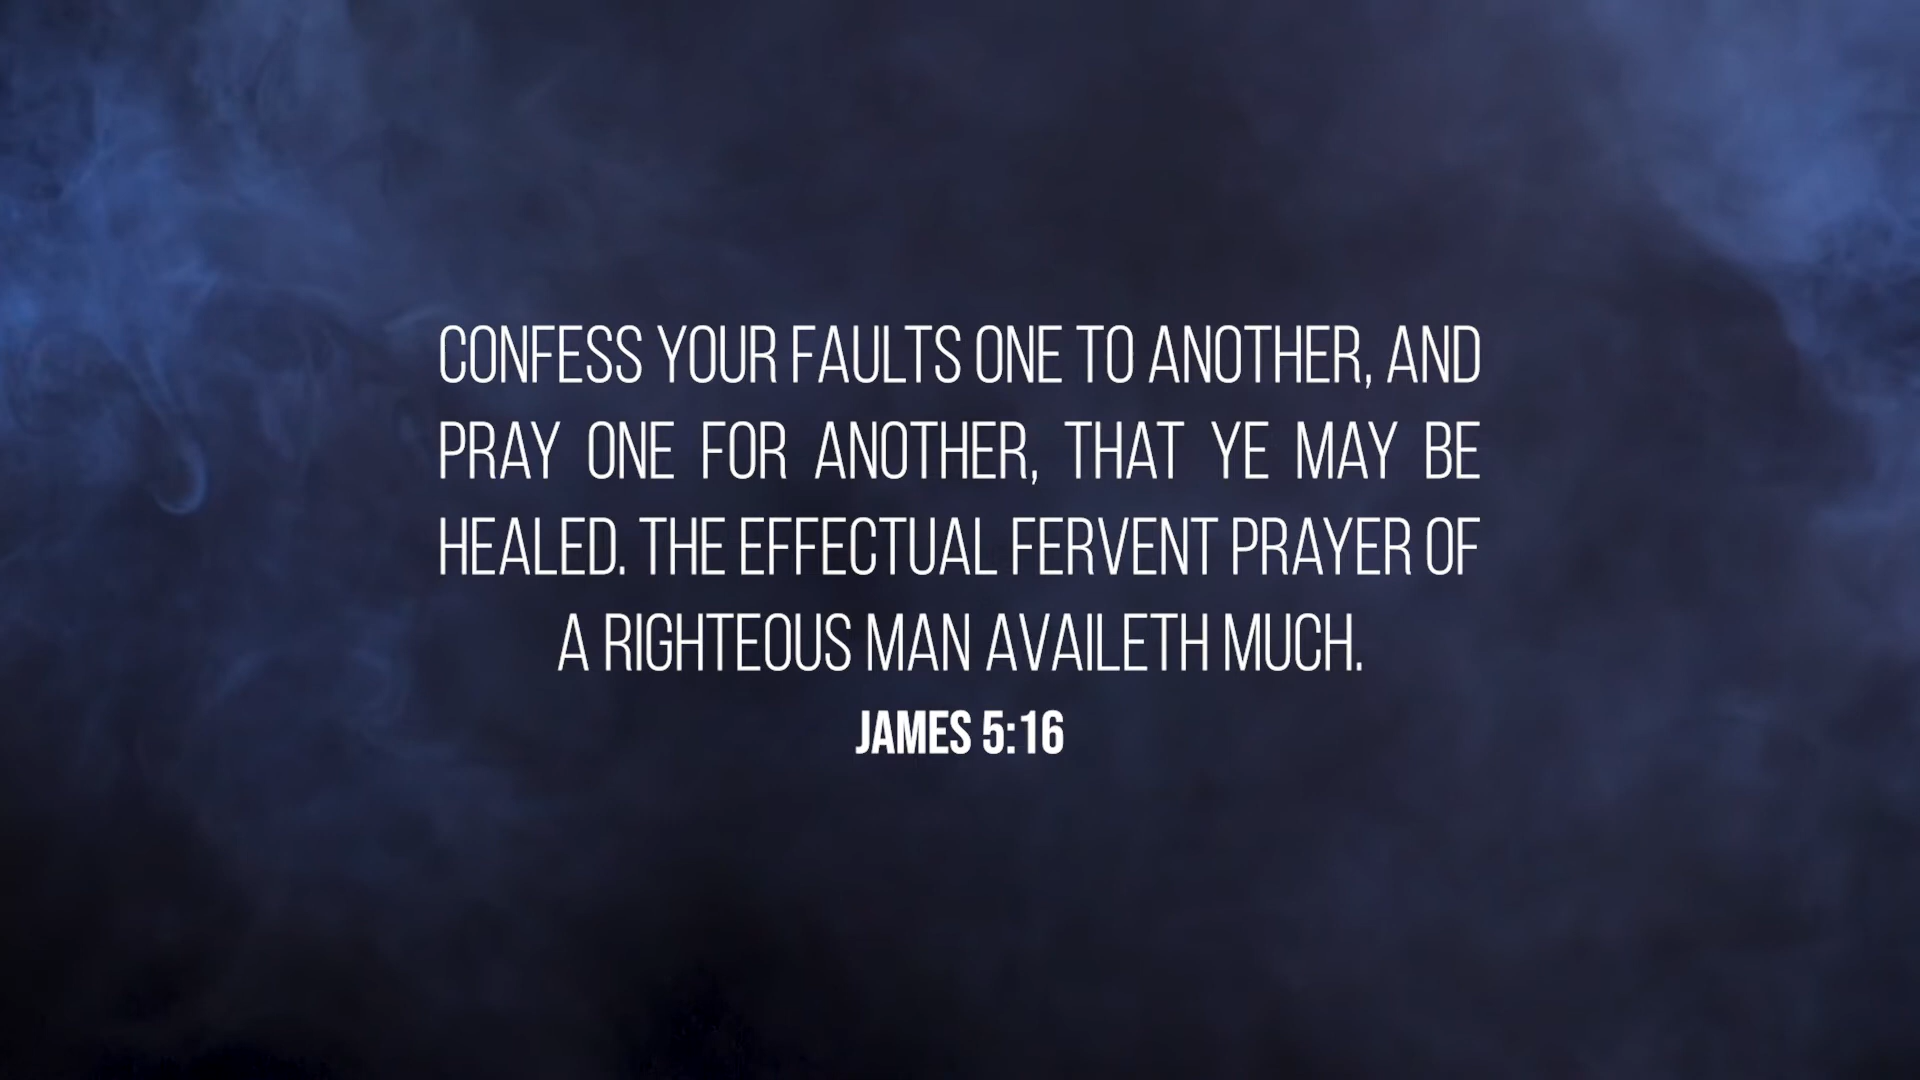 CONFESS YOUR FAULTS ONE TO ANOTHER, AND
PRAY ONE FOR ANOTHER, THAT YE MAY BE
HEALED. THE EFFECTUAL FERVENT PRAYER OF
A RIGHTEOUS MAN AVAILETH MUCH.
JAMES 5:16